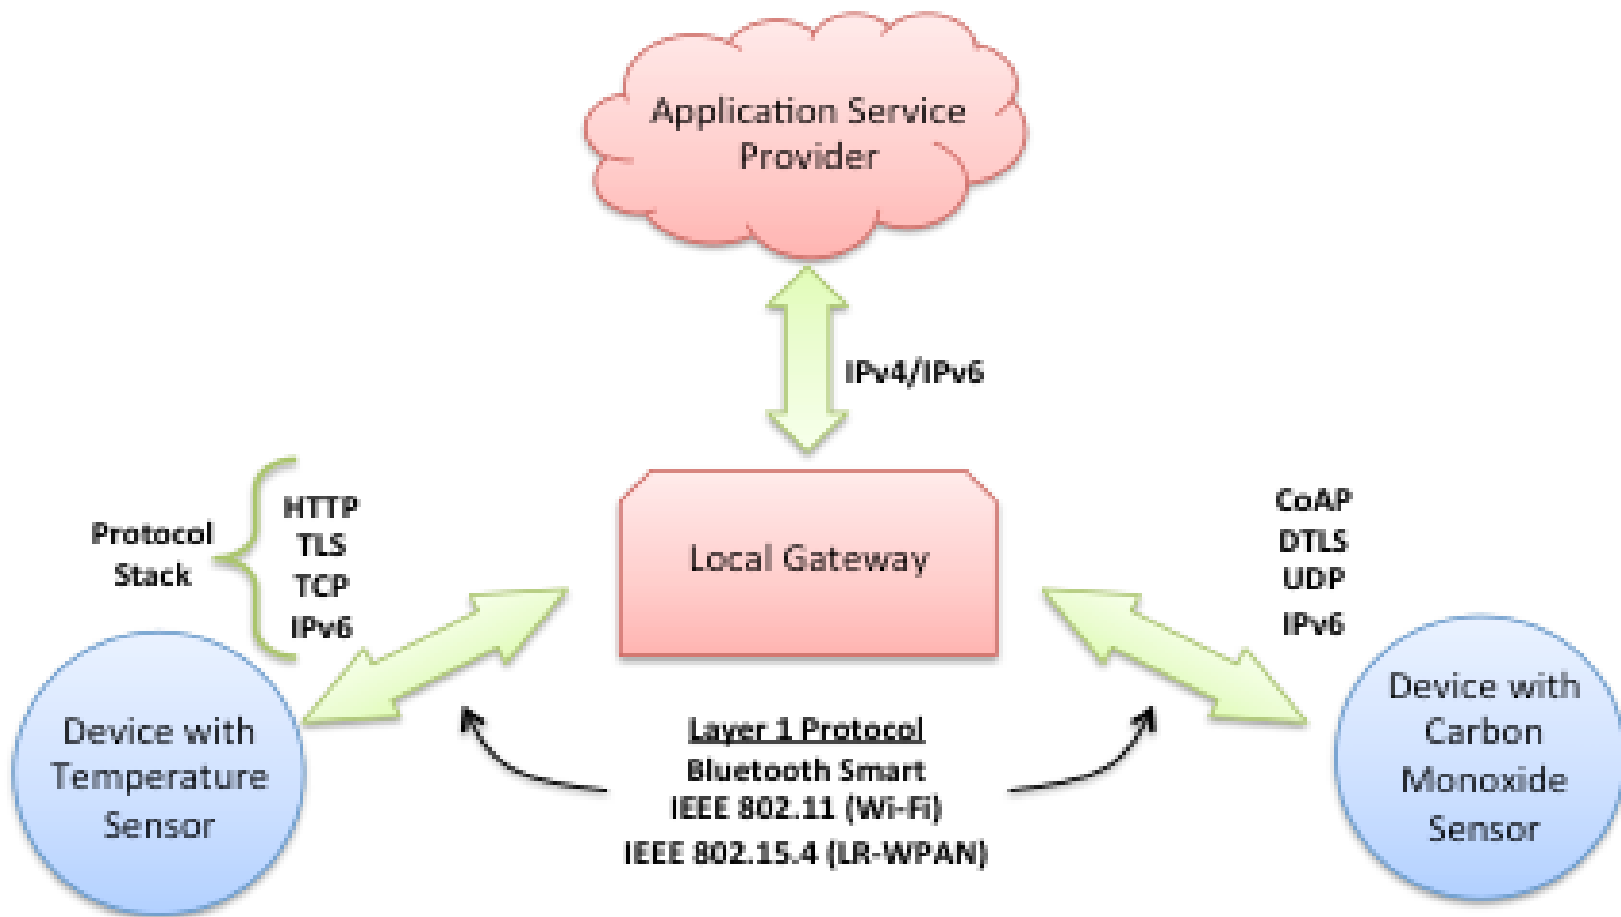 Application Service
Provider
IPv4/IPv6
Protocol
Stack
HTTP
TLS
TCP
IPv6
Local Gateway
CoAP
DTLS
UDP
IPv6
Device with
Temperature
Sensor
Layer 1 Protocol
Bluetooth Smart
IEEE 802.11 (Wi-Fi)
IEEE 802.15.4 (LR-WPAN)
Device with
Carbon
Monoxide
Sensor